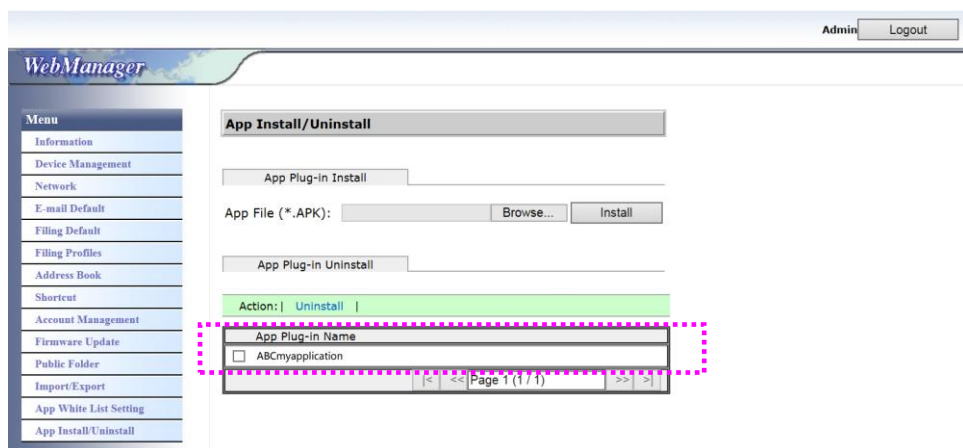 Admin Logout
WebManager
Menu
Information
Device Management
Network
E-mail Default
Filing Default
Filing Profiles
Address Book
Shortcut
Account Management
Firmware Update
Public Folder
Import/Export
App White List Setting
App Install/Uninstall
App Install/Uninstall
App Plug-in Install
App File (*.APK): Browse... Install
App Plug-in Uninstall
Action: | Uninstall |
App Plug-in Name
ABCmyapplication
|< << Page 1 (1 / 1) >> >|